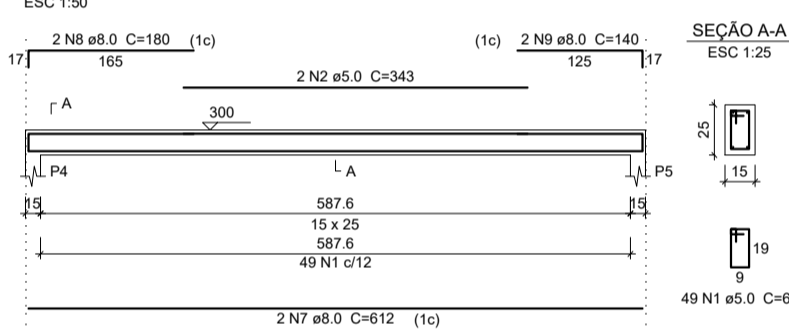 ESC 1:50
2 N8 ø8.0 C=180 (1c)
17
165
(1c) 2 N9 ø8.0 C=140
125
17
SEÇÃO A-A
ESC 1:25
2 N2 ø5.0 C=343
A
300
A
P4
P5
25
15
15
587.6
15
15 x 25
587.6
49 N1 c/12
19
9
49 N1 ø5.0 C=6
2 N7 ø8.0 C=612 (1c)